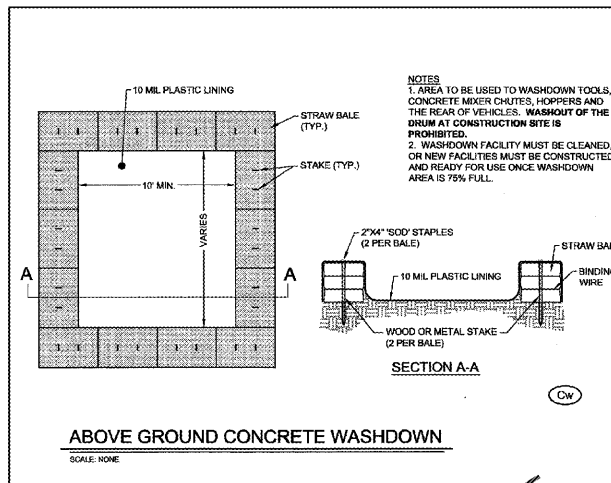 NOTES
1. AREA TO BE USED TO WASHDOWN TOOLS,
CONCRETE MIXER CHUTES, HOPPERS AND
THE REAR OF VEHICLES. WASHOUT OF THE
DRUM AT CONSTRUCTION SITE IS
PROHIBITED.
2. WASHDOWN FACILITY MUST BE CLEANED,
OR NEW FACILITIES MUST BE CONSTRUCTED
AND READY FOR USE ONCE WASHDOWN
AREA IS 75% FULL.
10 MIL PLASTIC LINING
STRAW BALE
(TYP.)
STAKE (TYP.)
10' MIN.
VARIES
A
A
2"X4" 'SOD' STAPLES
(2 PER BALE)
STRAW BAL
10 MIL PLASTIC LINING
BINDING
WIRE
WOOD OR METAL STAKE
(2 PER BALE)
SECTION A-A
Cw
ABOVE GROUND CONCRETE WASHDOWN
SCALE: NONE